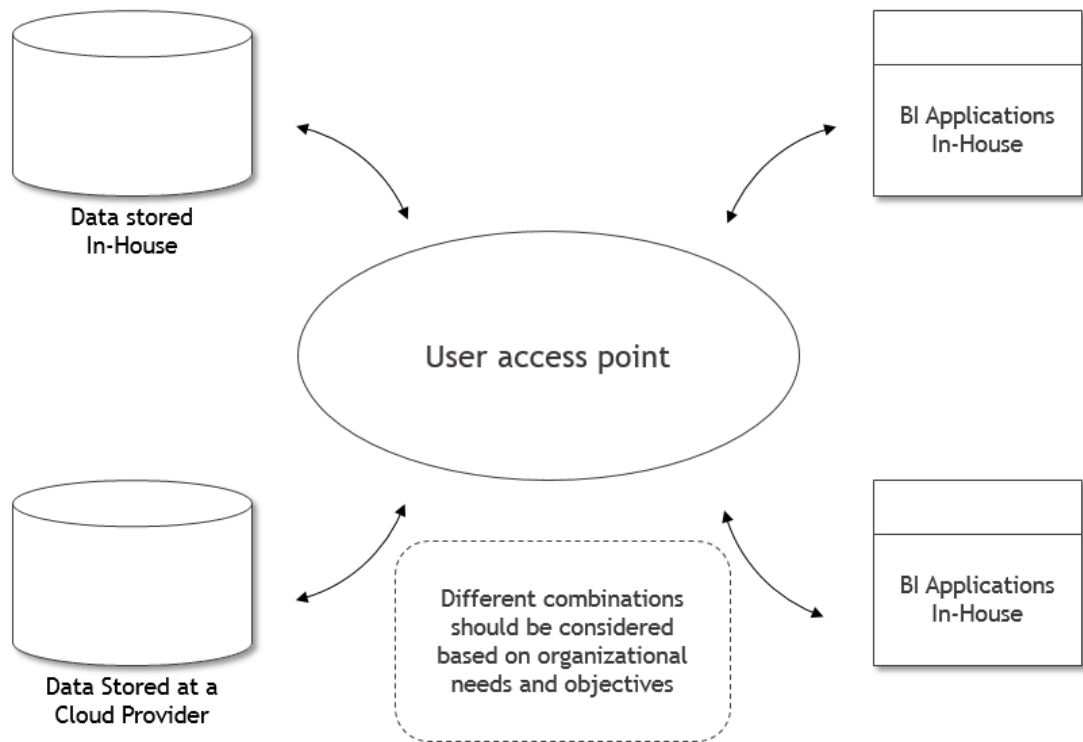 Data stored
In-House
BI Applications
In-House
User access point
Data Stored at a
Cloud Provider
Different combinations
should be considered
based on organizational
needs and objectives
BI Applications
In-House